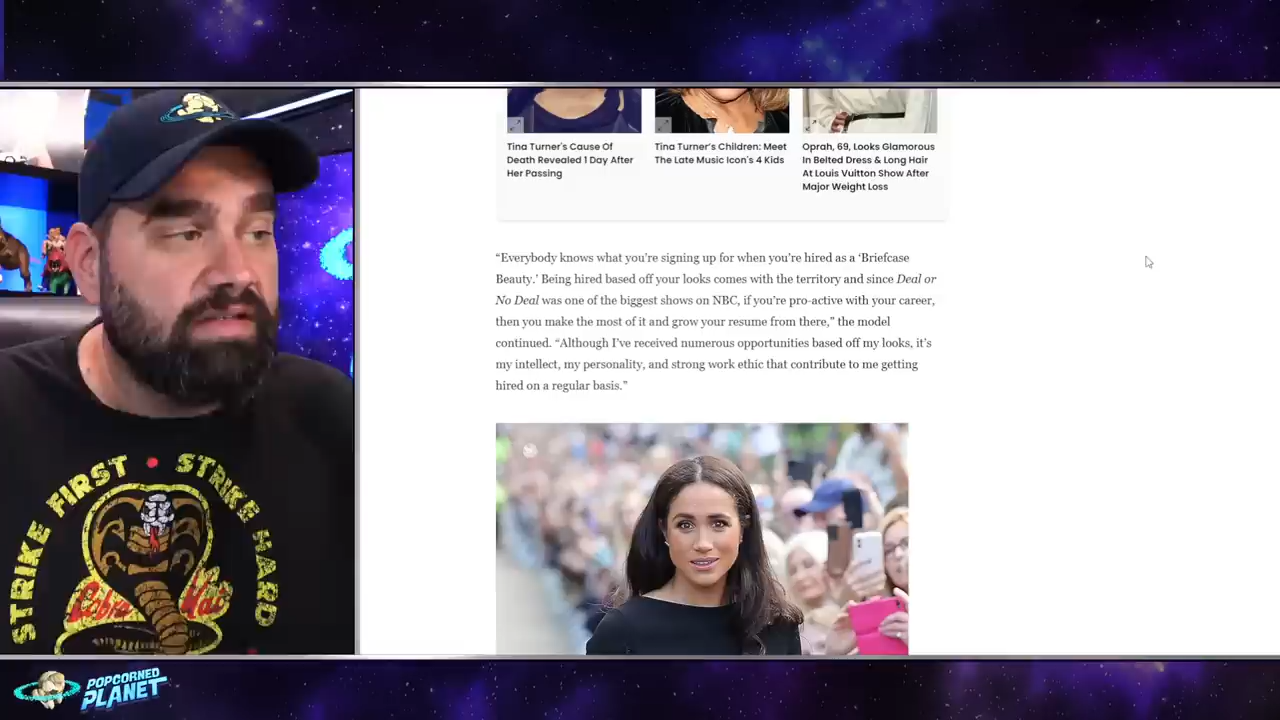 Tina Turner's Cause Of
Death Revealed 1 Day After
Her Passing
Tina Turner's Children: Meet
The Late Music Icon's 4 Kids
Oprah, 69, Looks Glamorous
In Belted Dress & Long Hair
At Louis Vuitton Show After
Major Weight Loss
“Everybody knows what you’re signing up for when you’re hired as a ‘Briefcase
Beauty.’ Being hired based off your looks comes with the territory and since Deal or
No Deal was one of the biggest shows on NBC, if you’re pro-active with your career,
then you make the most of it and grow your resume from there,” the model
continued. “Although I’ve received numerous opportunities based off my looks, it’s
my intellect, my personality, and strong work ethic that contribute to me getting
hired on a regular basis.”
STRIKE FIRST • STRIKE HARD
Cobra Kai
POPCORNED
PLANET